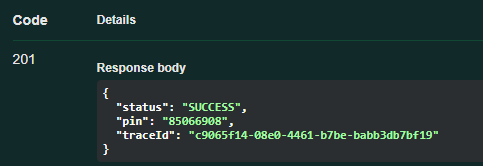 Code Details
201
Response body
{
  "status": "SUCCESS",
  "pin": "85066908",
  "traceId": "c9065f14-08e0-4461-b7be-babb3db7bf19"
}